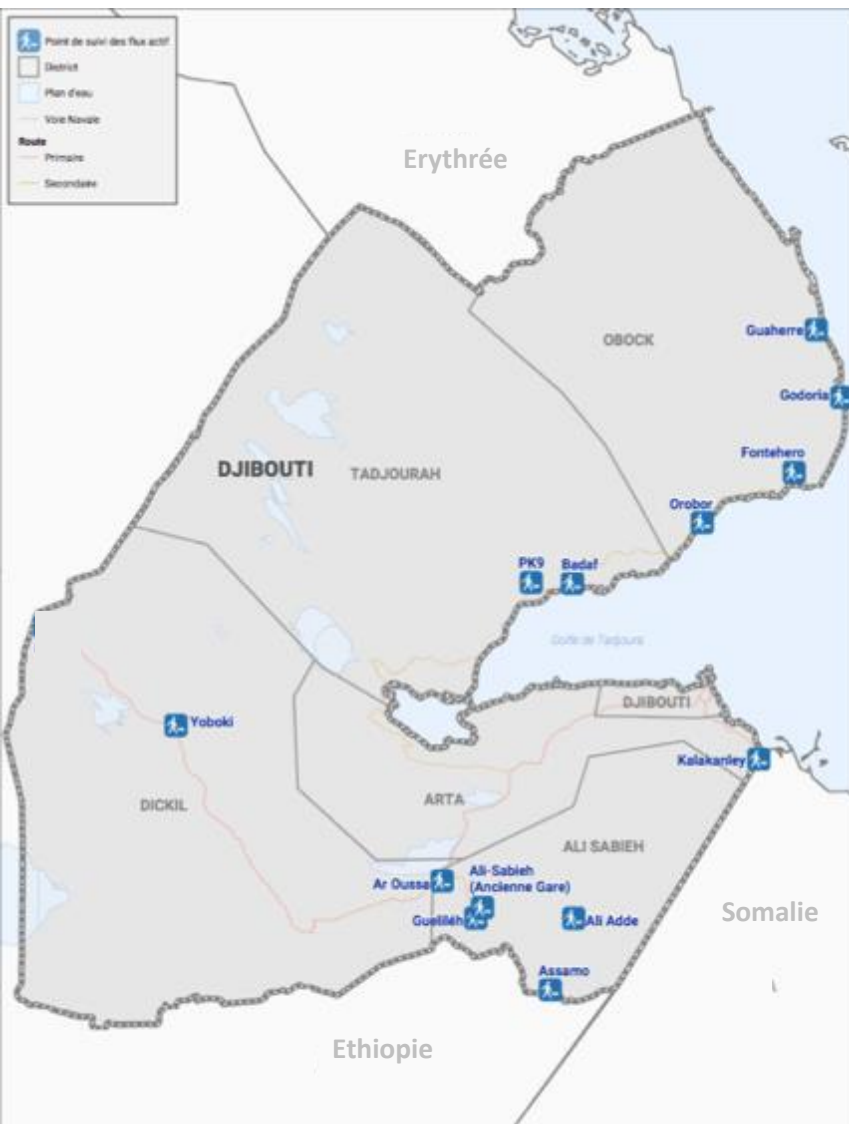 Point de suivi des flux actif
District
Plan d'eau
Voie Navale
Route
Primaire
Secondaire
Erythrée
OBOCK
Guaherre
Godoria
Fontehero
DJIBOUTI
TADJOURAH
Orobor
PK9
Badaf
Golfe de Tadjoura
DJIBOUTI
Yoboki
Kalakanley
DICKIL
ARTA
ALI SABIEH
Ar Oussa
Ali-Sabieh
(Ancienne Gare)
Guelliléh
Ali Adde
Somalie
Assamo
Ethiopie